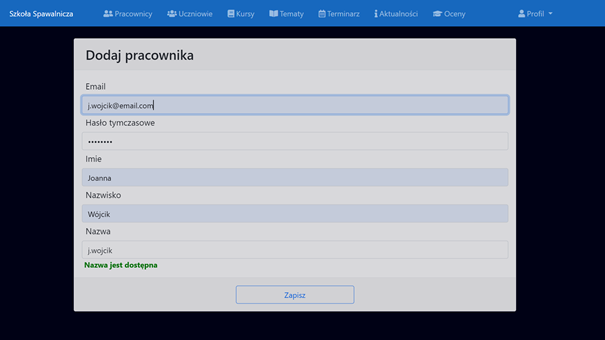 Szkoła Spawalnicza Pracownicy Uczniowie Kursy Tematy Terminarz Aktualności Oceny Profil
Dodaj pracownika
Email
j.wojcik@email.com
Hasło tymczasowe
••••••••
Imie
Joanna
Nazwisko
Wójcik
Nazwa
j.wojcik
Nazwa jest dostępna
Zapisz